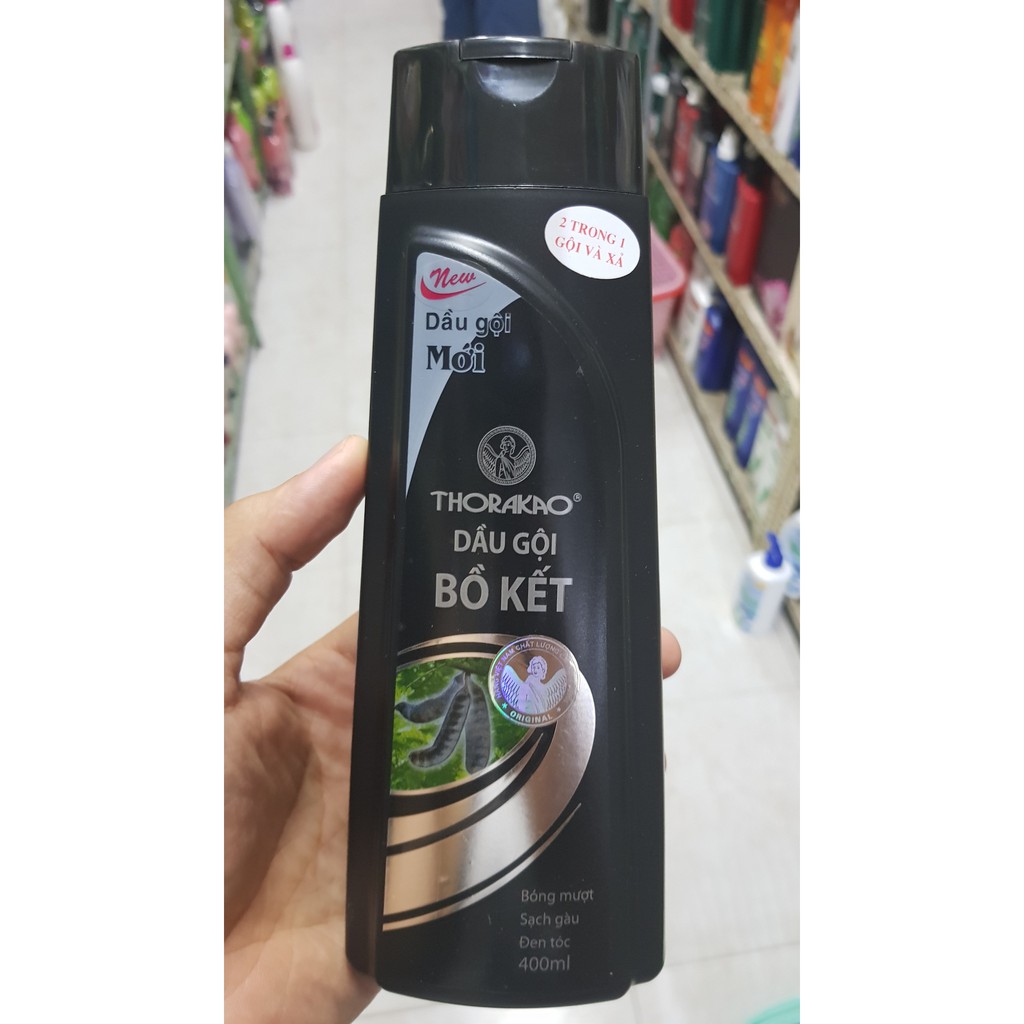 2 TRONG 1
GỘI VÀ XẢ
New
Dầu gội
Mới
THORAKAO®
DẦU GỘI
BỒ KẾT
ORIGINAL
Bóng mượt
Sạch gàu
Đen tóc
400ml